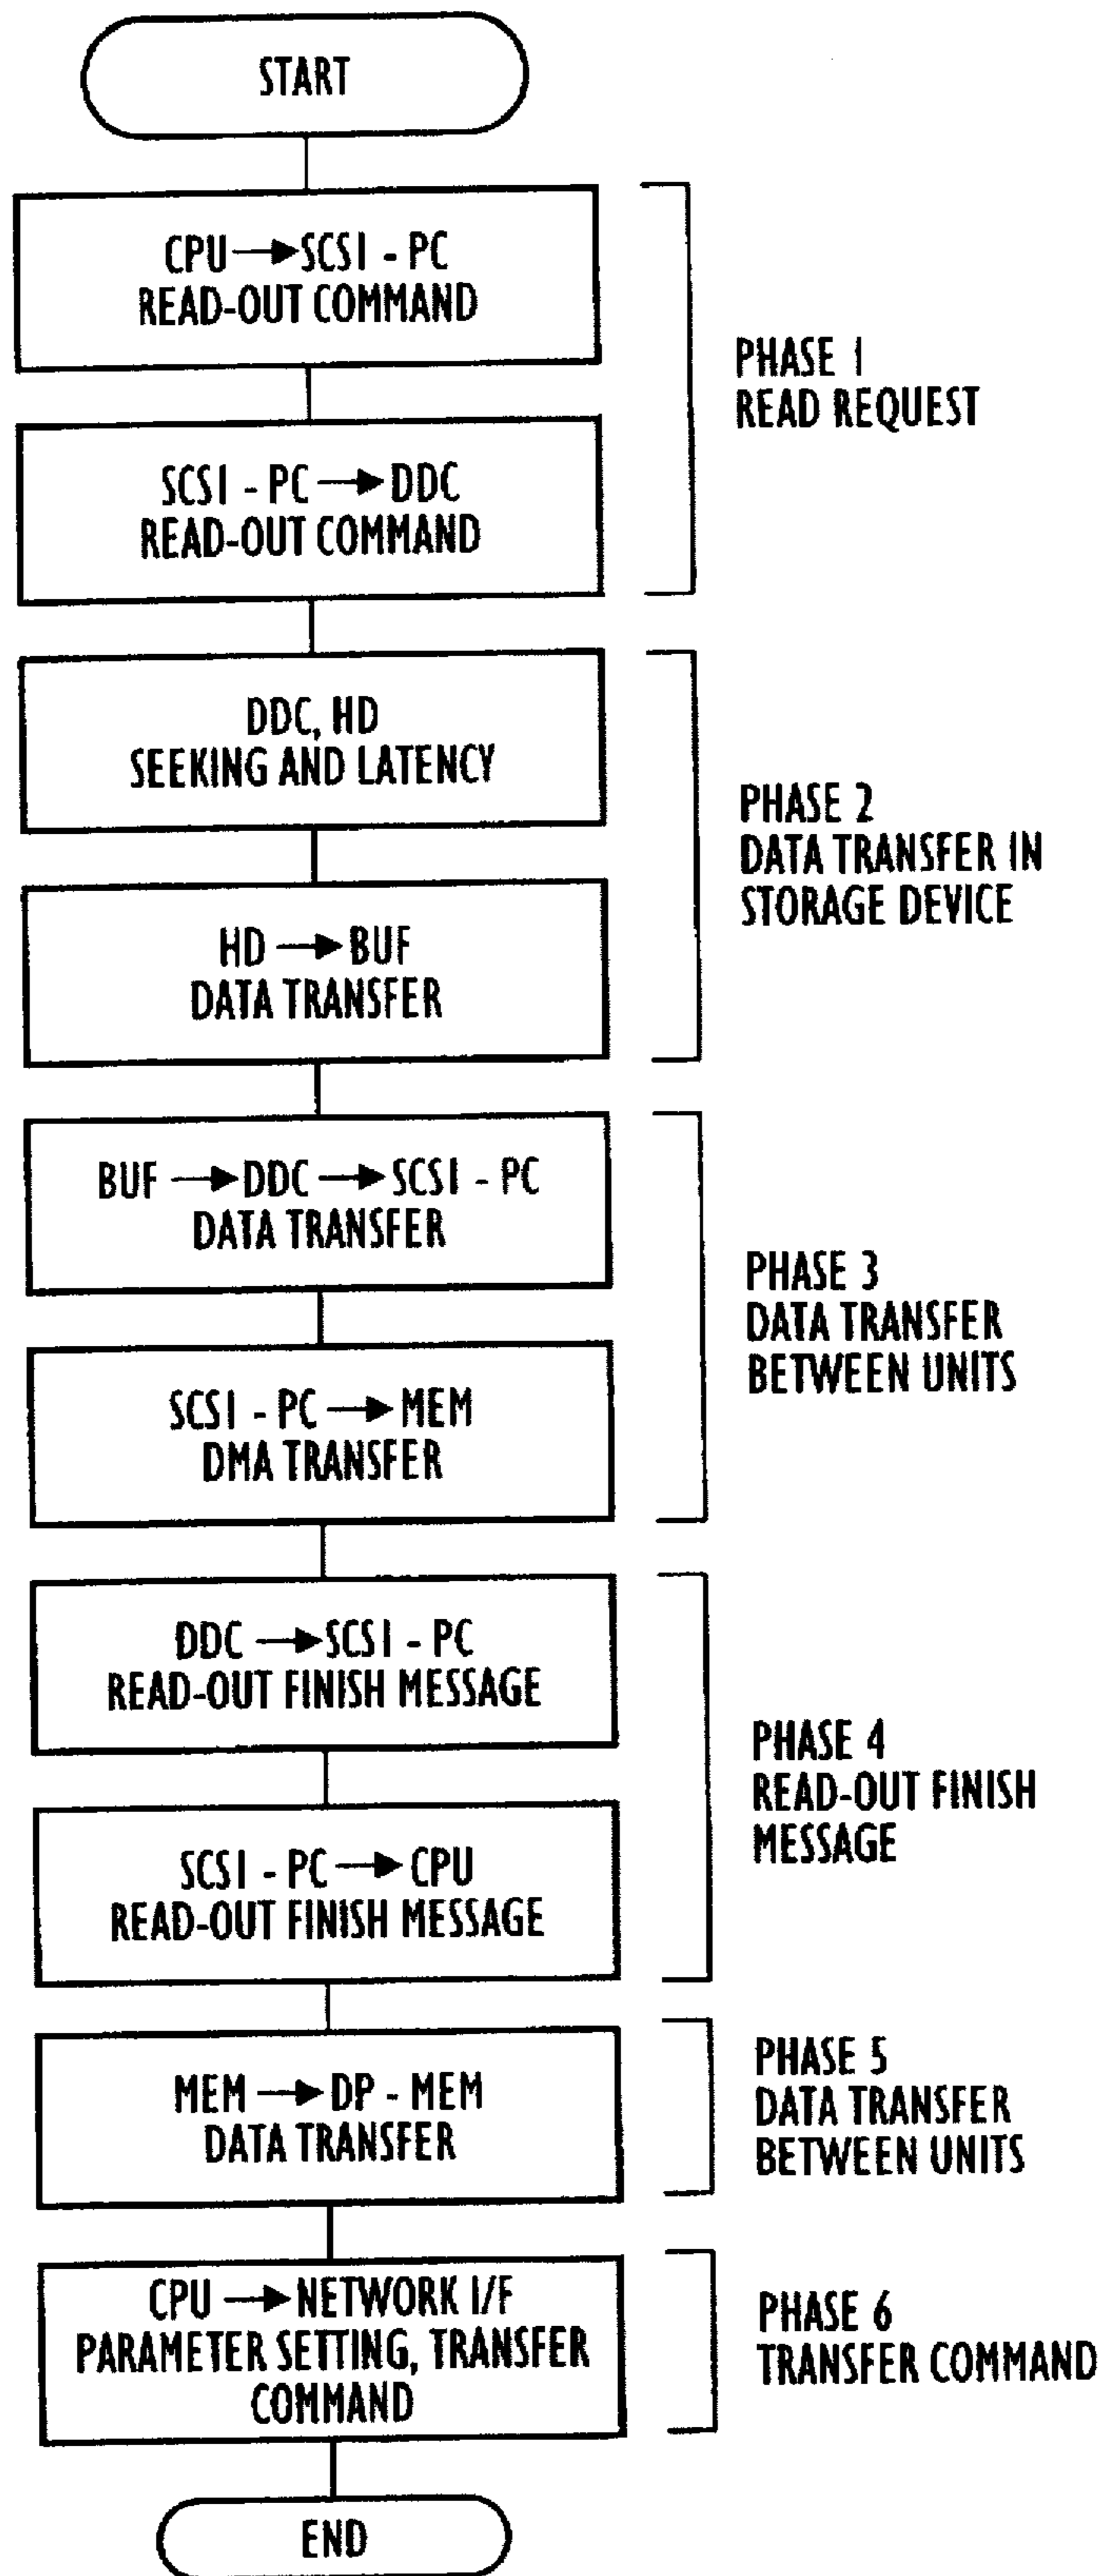 START
CPU → SCSI - PC
READ-OUT COMMAND
PHASE 1
READ REQUEST
SCSI - PC → DDC
READ-OUT COMMAND
DDC, HD
SEEKING AND LATENCY
PHASE 2
DATA TRANSFER IN
STORAGE DEVICE
HD → BUF
DATA TRANSFER
BUF → DDC → SCSI - PC
DATA TRANSFER
PHASE 3
DATA TRANSFER
BETWEEN UNITS
SCSI - PC → MEM
DMA TRANSFER
DDC → SCSI - PC
READ-OUT FINISH MESSAGE
PHASE 4
READ-OUT FINISH
MESSAGE
SCSI - PC → CPU
READ-OUT FINISH MESSAGE
MEM → DP - MEM
DATA TRANSFER
PHASE 5
DATA TRANSFER
BETWEEN UNITS
CPU → NETWORK I/F
PARAMETER SETTING, TRANSFER
COMMAND
PHASE 6
TRANSFER COMMAND
END